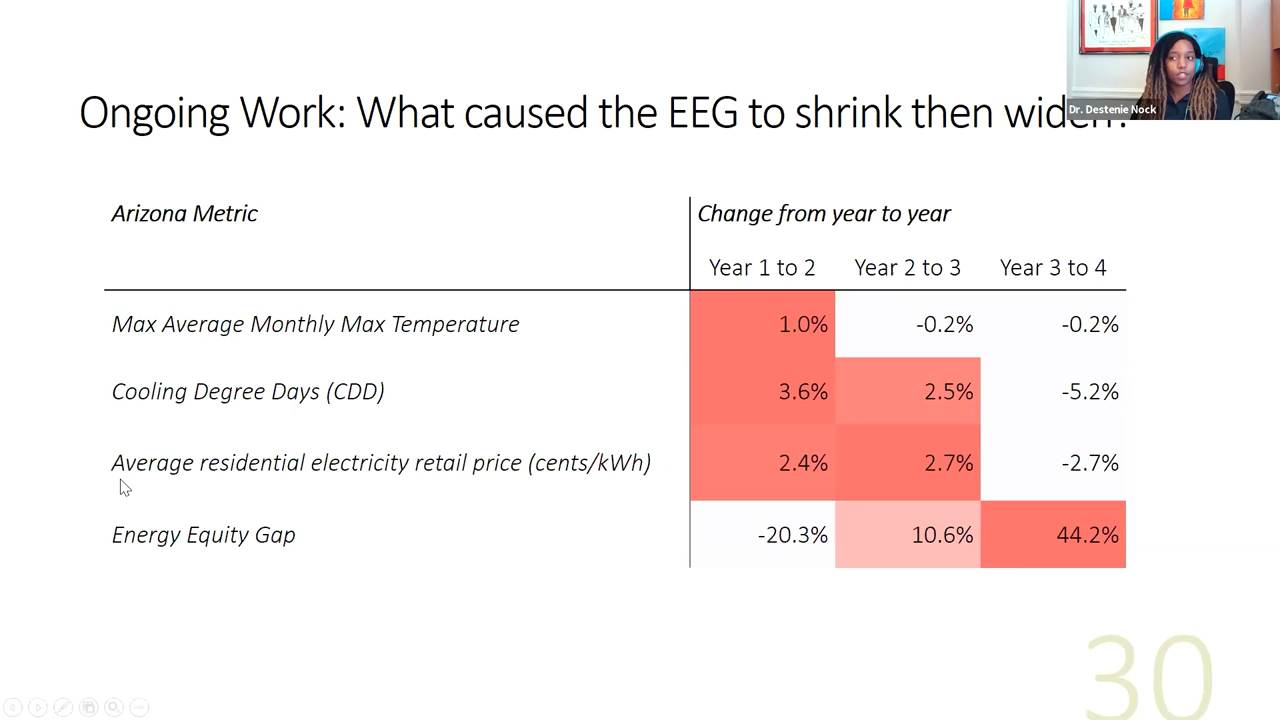 Dr. Destenie Nock
Ongoing Work: What caused the EEG to shrink then widen?
Arizona Metric
Change from year to year
Year 1 to 2 Year 2 to 3 Year 3 to 4
Max Average Monthly Max Temperature 1.0% -0.2% -0.2%
Cooling Degree Days (CDD) 3.6% 2.5% -5.2%
Average residential electricity retail price (cents/kWh) 2.4% 2.7% -2.7%
Energy Equity Gap -20.3% 10.6% 44.2%
30